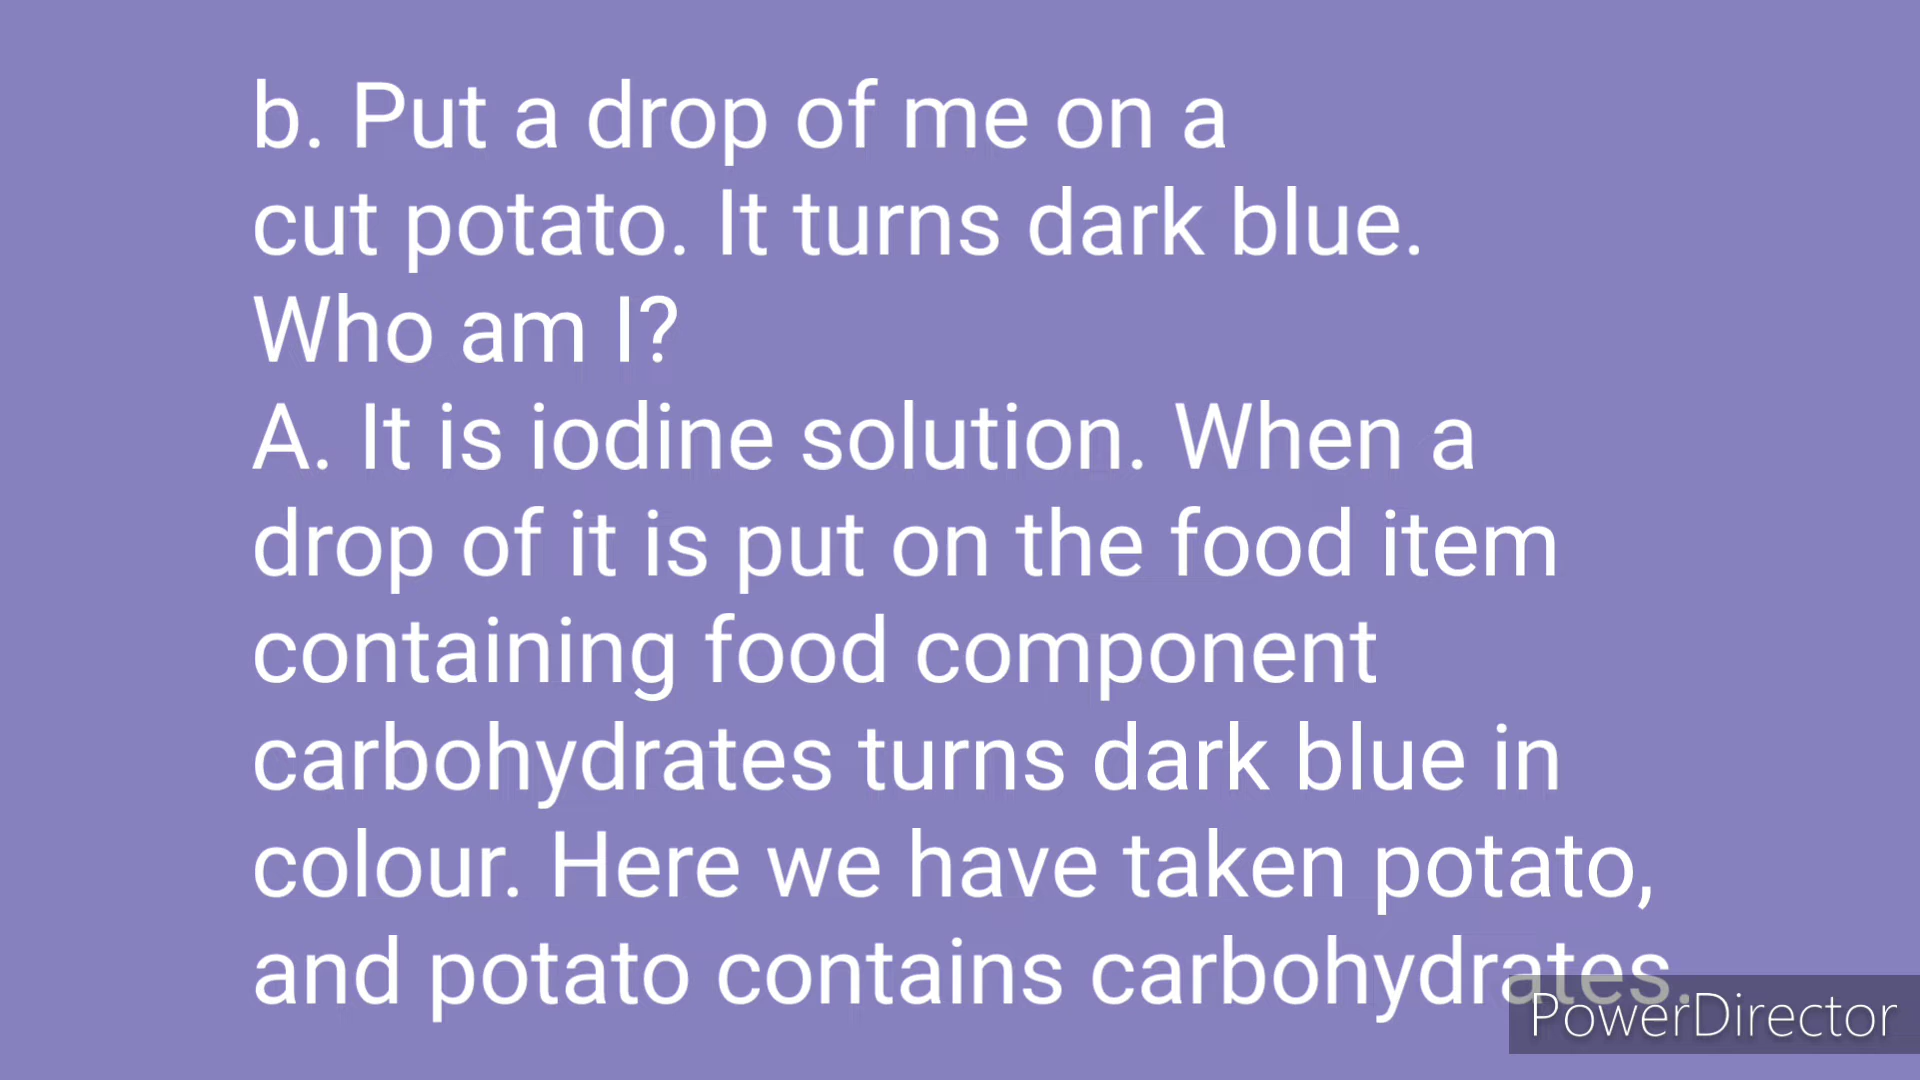 b. Put a drop of me on a
cut potato. It turns dark blue.
Who am I?
A. It is iodine solution. When a
drop of it is put on the food item
containing food component
carbohydrates turns dark blue in
colour. Here we have taken potato,
and potato contains carbohydrates.
PowerDirector